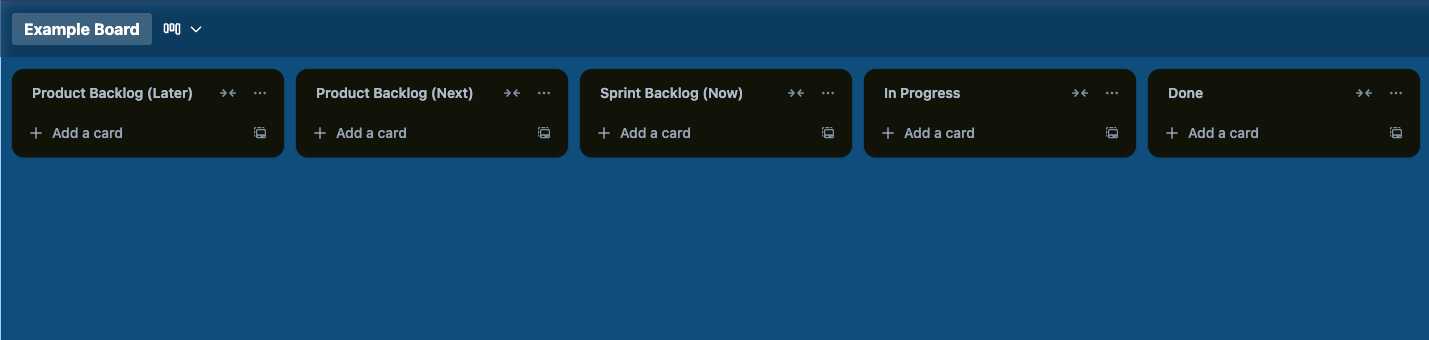 Example Board
Product Backlog (Later)
Add a card
Product Backlog (Next)
Add a card
Sprint Backlog (Now)
Add a card
In Progress
Add a card
Done
Add a card